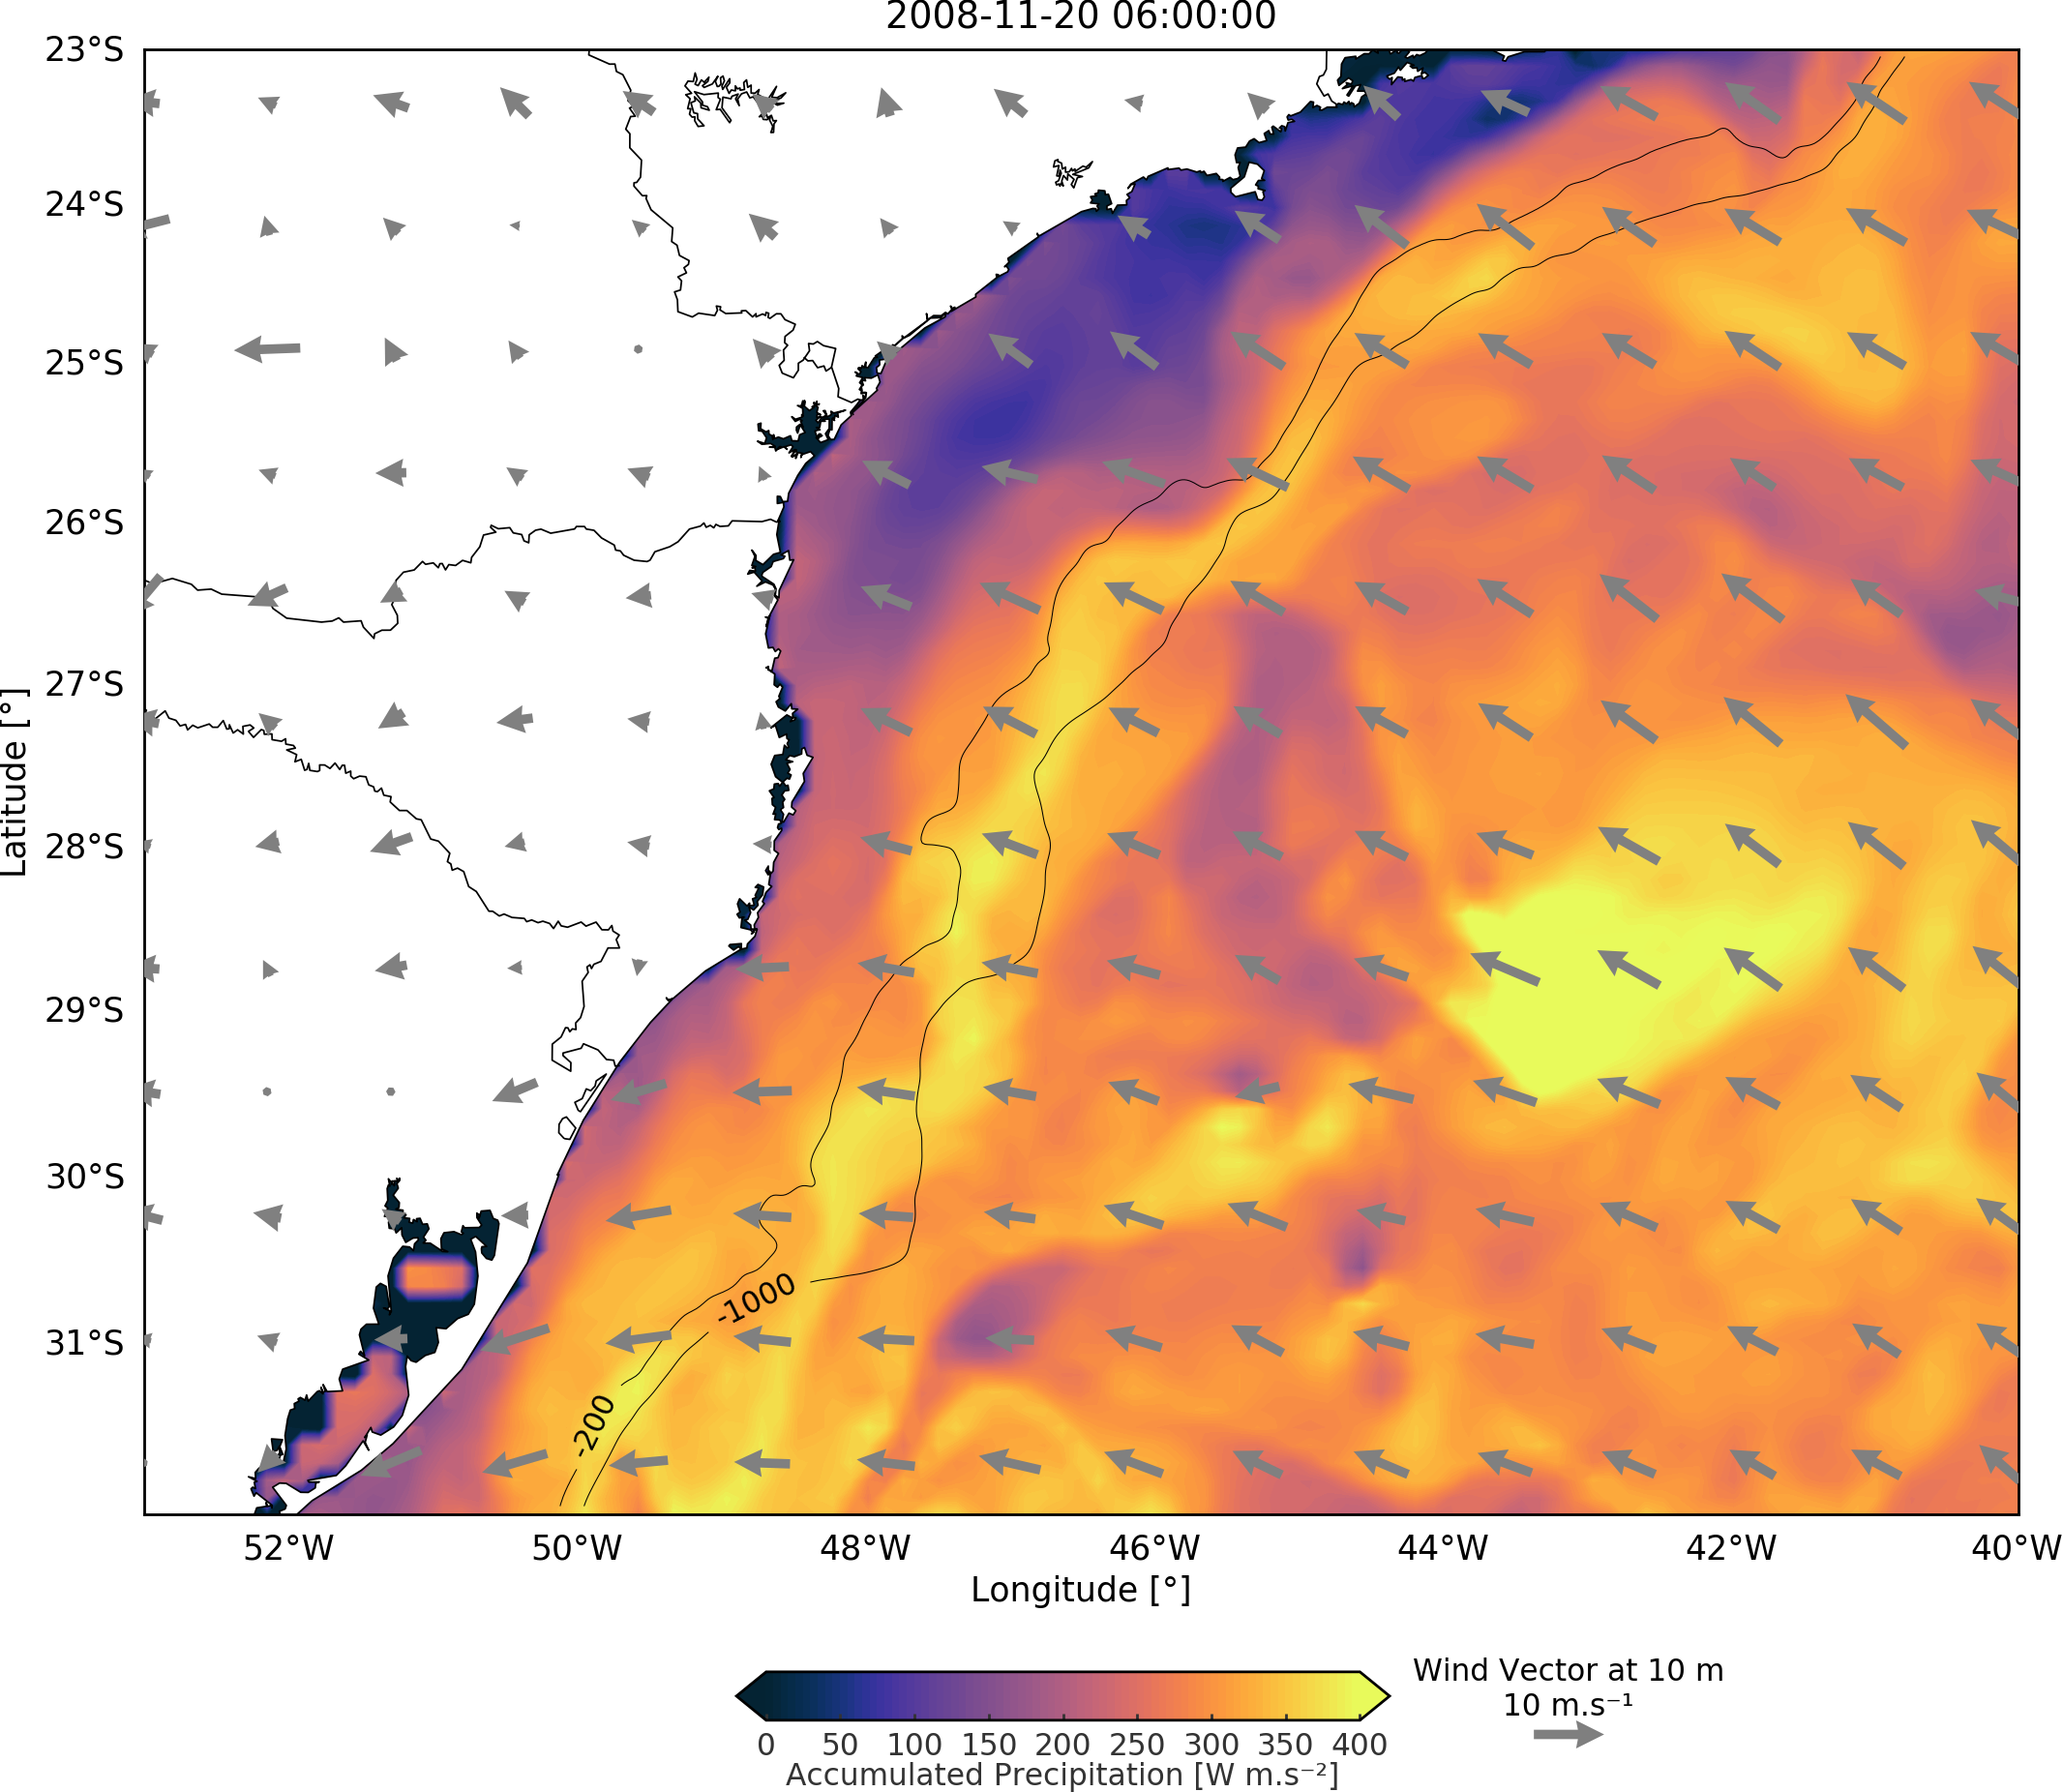 2008-11-20 06:00:00
23°S
24°S
25°S
26°S
27°S
28°S
29°S
30°S
31°S
Latitude [°]
-1000
-200
52°W 50°W 48°W 46°W 44°W 42°W 40°W
Longitude [°]
Wind Vector at 10 m
10 m.s⁻¹
0 50 100 150 200 250 300 350 400
Accumulated Precipitation [W m.s⁻²]